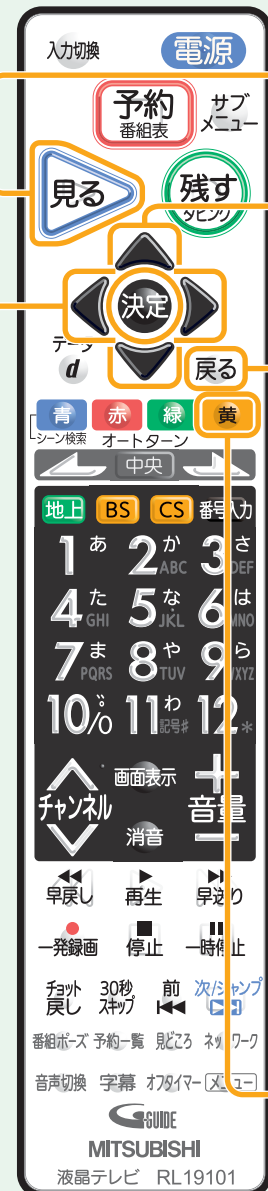 入力切換 電源
予約
番組表
サブ
メニュー
見る 残す
ダビング
決定
データ
d
戻る
青 赤 緑 黄
シーン検索 オートターン
中央
地上 BS CS 番号入力
1 あ 2 か ABC 3 さ DEF
4 た GHI 5 な JKL 6 は MNO
7 ま PQRS 8 や TUV 9 ら WXYZ
10/0 ゛゜ 11 わ 記号# 12 *
画面表示
チャンネル + 音量 −
消音
早戻し 再生 早送り
一発録画 停止 一時停止
チョット
戻し
30秒
スキップ
前 次/ジャンプ
番組ポーズ 予約一覧 見どころ ネットワーク
音声切換 字幕 オフタイマー メニュー
G-GUIDE
MITSUBISHI
液晶テレビ RL19101